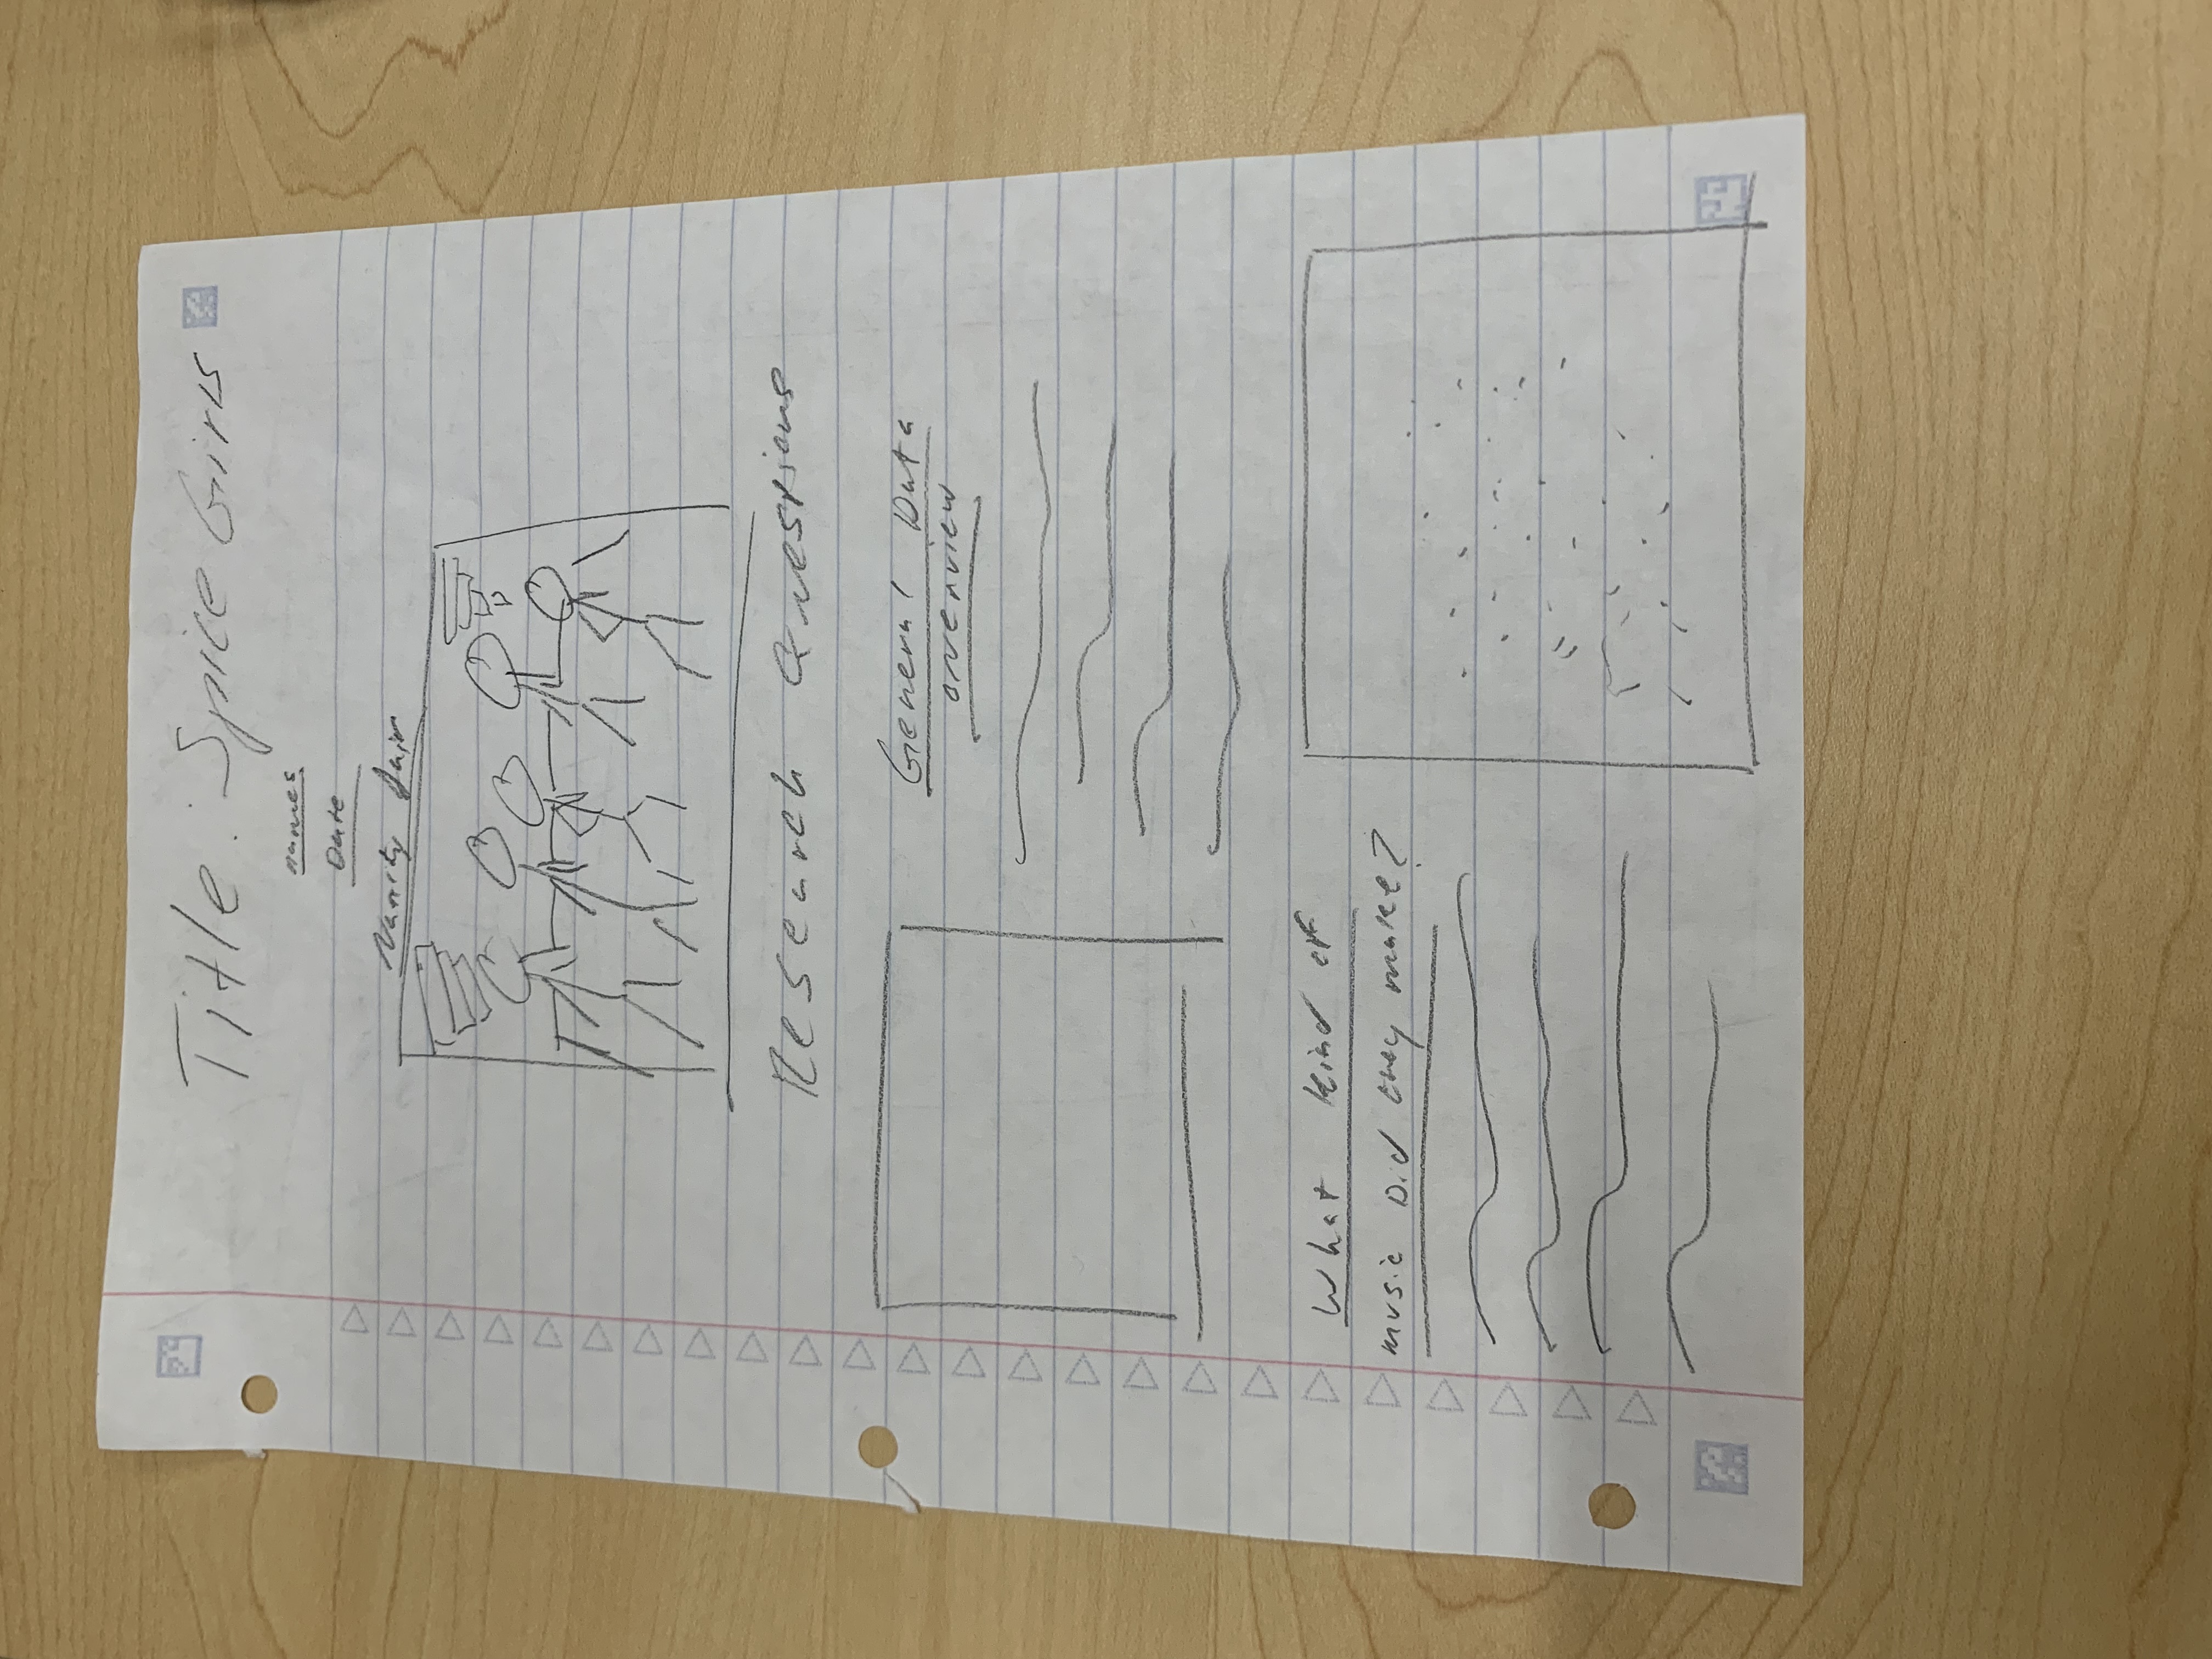 Title: Spice Girls
names
Date
Vanity fair
Research Questions
General Data
overview
What kind of
music Did they make?